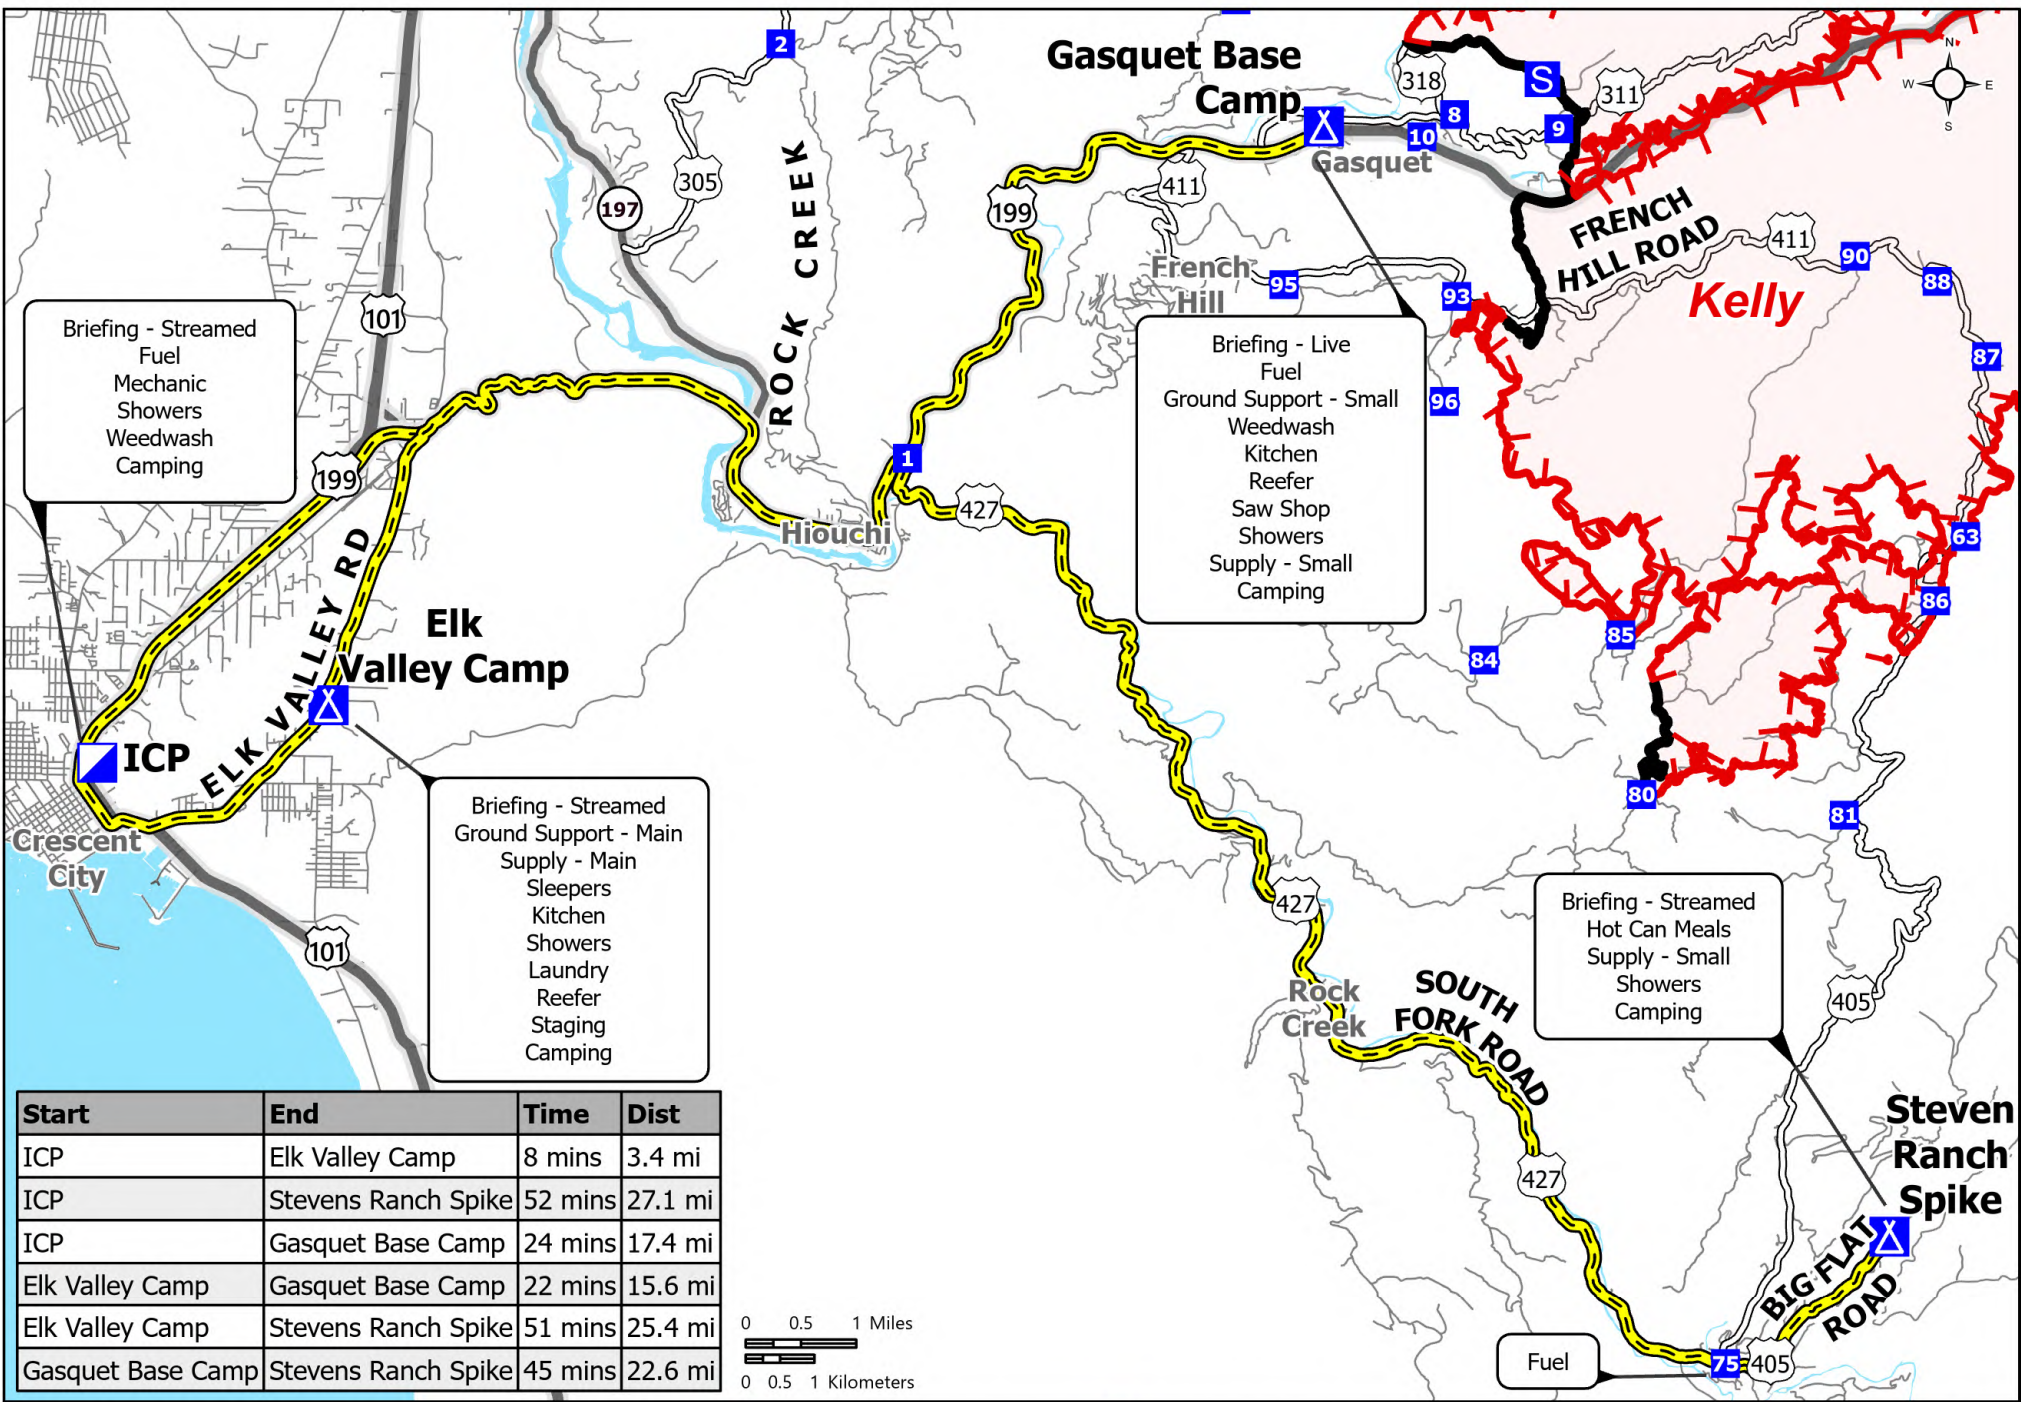 2
Gasquet Base
Camp
318
S
311
N
W E
S
8
9
10
Gasquet
305
197
ROCK CREEK
411
199
FRENCH
HILL ROAD
411
90
88
French
Hill
95
93
Kelly
101
87
96
Briefing - Streamed
Fuel
Mechanic
Showers
Weedwash
Camping
Briefing - Live
Fuel
Ground Support - Small
Weedwash
Kitchen
Reefer
Saw Shop
Showers
Supply - Small
Camping
199
1
427
Hiouchi
63
86
85
84
ELK VALLEY RD
Elk
Valley Camp
ICP
80
81
Crescent
City
101
Briefing - Streamed
Ground Support - Main
Supply - Main
Sleepers
Kitchen
Showers
Laundry
Reefer
Staging
Camping
427
Rock
Creek
SOUTH
FORK ROAD
Briefing - Streamed
Hot Can Meals
Supply - Small
Showers
Camping
405
Steven
Ranch
Spike
427
BIG FLAT
ROAD
Fuel
75
405
Start End Time Dist
ICP Elk Valley Camp 8 mins 3.4 mi
ICP Stevens Ranch Spike 52 mins 27.1 mi
ICP Gasquet Base Camp 24 mins 17.4 mi
Elk Valley Camp Gasquet Base Camp 22 mins 15.6 mi
Elk Valley Camp Stevens Ranch Spike 51 mins 25.4 mi
Gasquet Base Camp Stevens Ranch Spike 45 mins 22.6 mi
0 0.5 1 Miles
0 0.5 1 Kilometers